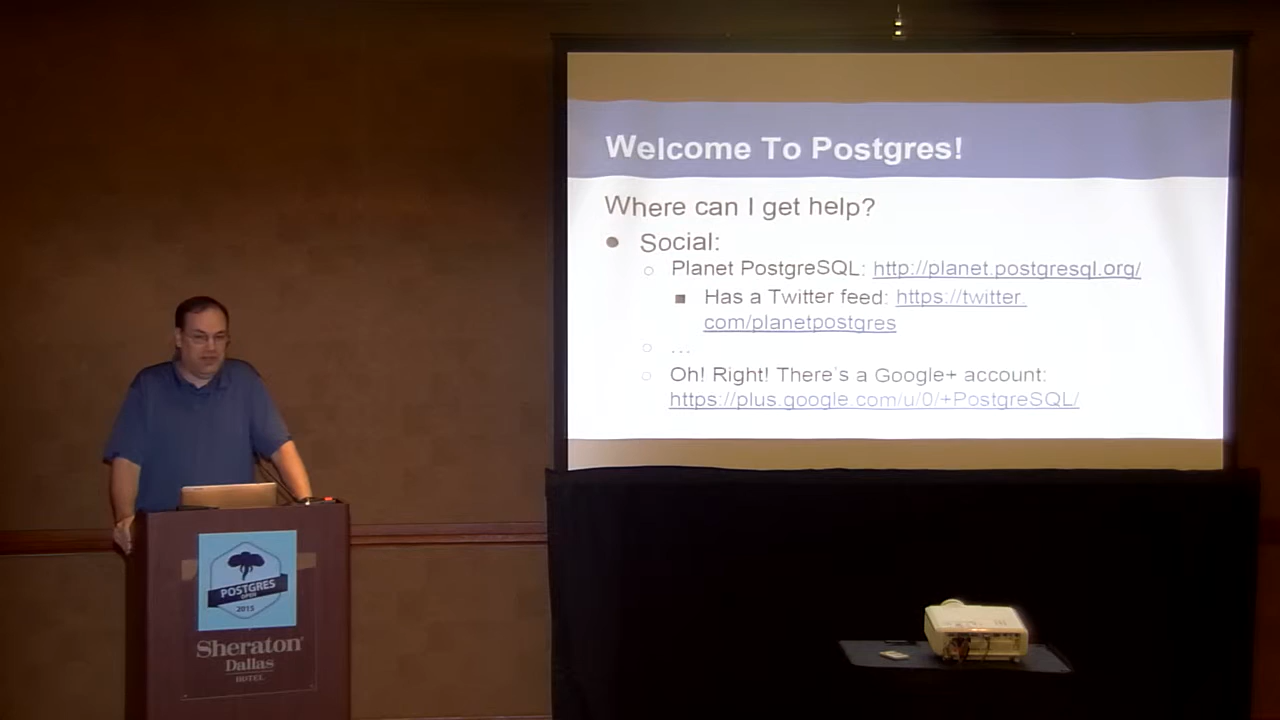 Welcome To Postgres!
Where can I get help?
● Social:
○ Planet PostgreSQL: http://planet.postgresql.org/
■ Has a Twitter feed: https://twitter.
com/planetpostgres
○ ...
○ Oh! Right! There's a Google+ account:
https://plus.google.com/u/0/+PostgreSQL/
POSTGRES
OPEN
2015
Sheraton
Dallas
HOTEL